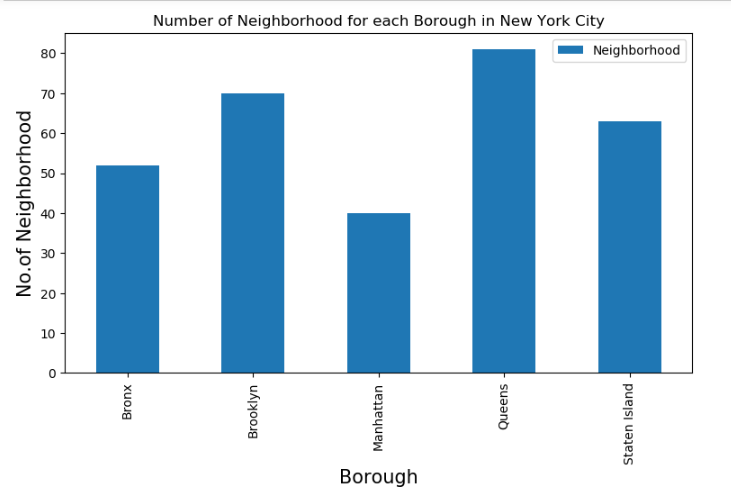 Number of Neighborhood for each Borough in New York City
Neighborhood
No.of Neighborhood
80
70
60
50
40
30
20
10
0
Bronx
Brooklyn
Manhattan
Queens
Staten Island
Borough